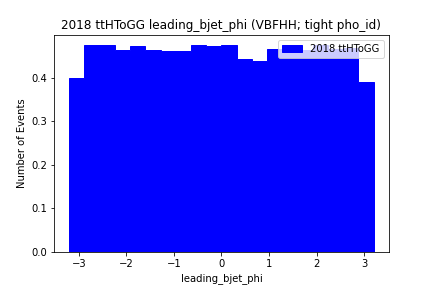 2018 ttHToGG leading_bjet_phi (VBFHH; tight pho_id)
2018 ttHToGG
Number of Events
0.4
0.3
0.2
0.1
0.0
−3 −2 −1 0 1 2 3
leading_bjet_phi